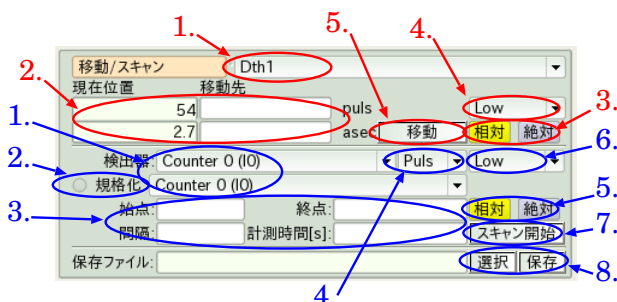 1. 5. 4.
移動/スキャン Dth1
2. 現在位置 移動先
54 puls Low 3.
1. 2.7 asec 移動 相対 絶対
検出器: Counter 0 (I0) Puls Low 6.
2. 規格化 Counter 0 (I0)
3. 始点: 終点: 相対 絶対 5.
間隔: 計測時間[s]: スキャン開始 7.
保存ファイル: 選択 保存 8.
4.